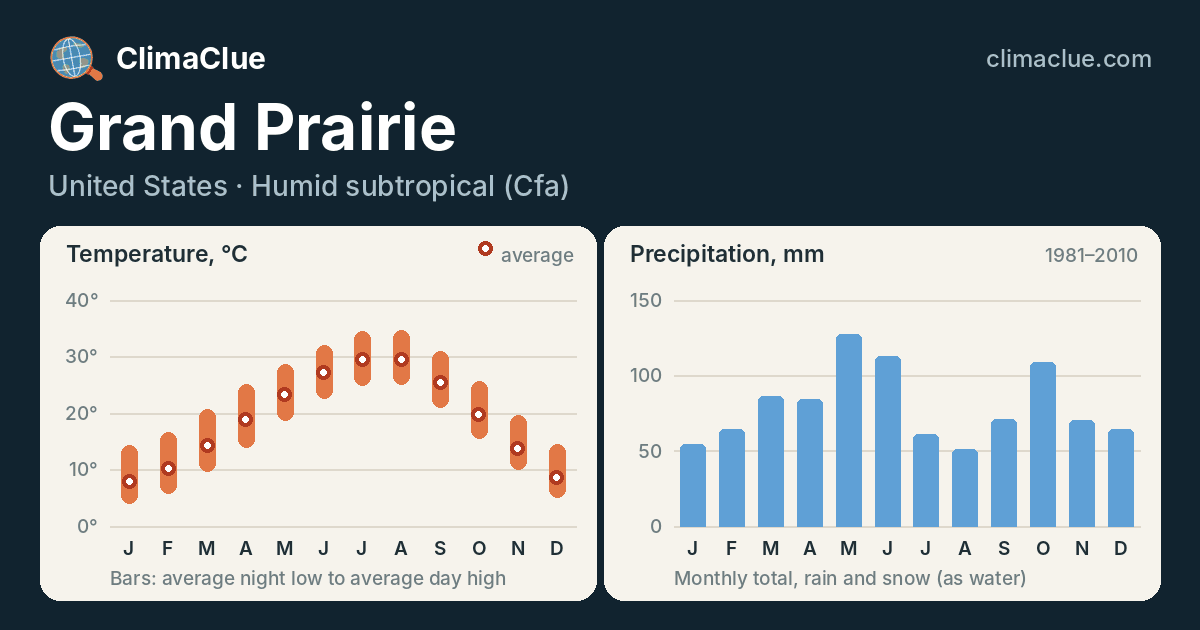 ClimaClue
climaclue.com
Grand Prairie
United States · Humid subtropical (Cfa)
Temperature, °C
average
40°
30°
20°
10°
0°
J F M A M J J A S O N D
Bars: average night low to average day high
Precipitation, mm
1981–2010
150
100
50
0
J F M A M J J A S O N D
Monthly total, rain and snow (as water)